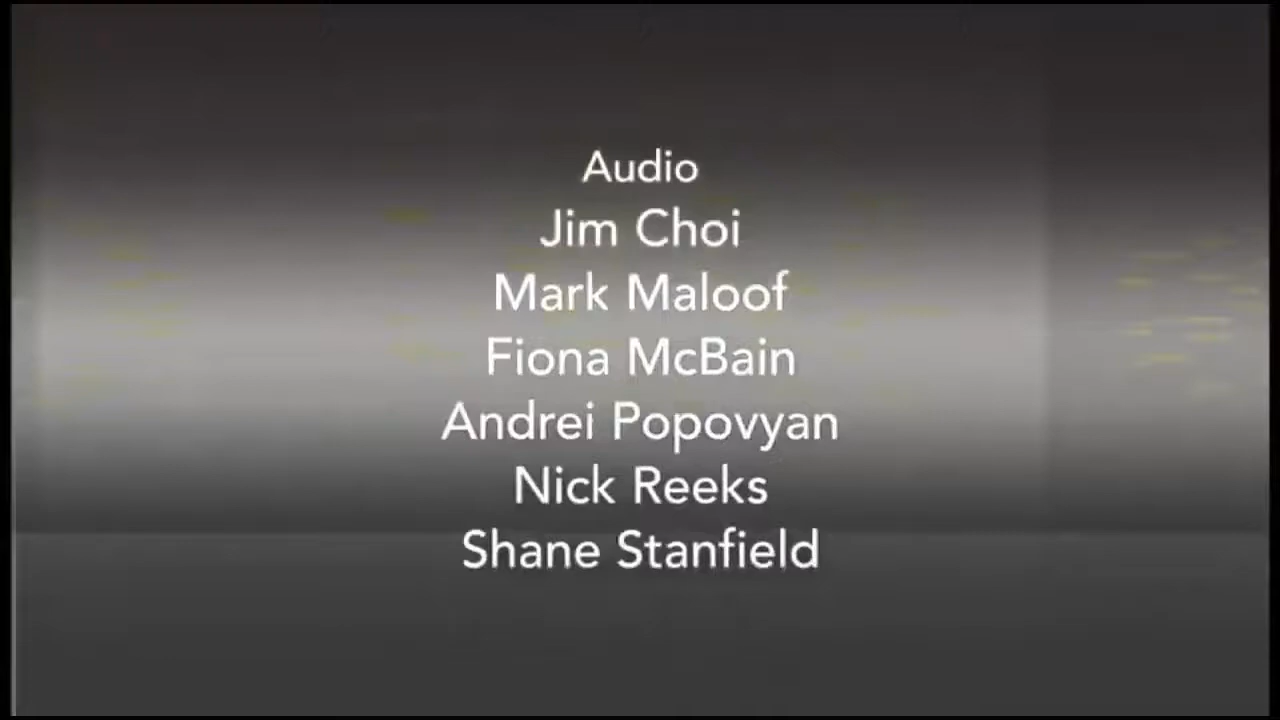 Audio
Jim Choi
Mark Maloof
Fiona McBain
Andrei Popovyan
Nick Reeks
Shane Stanfield